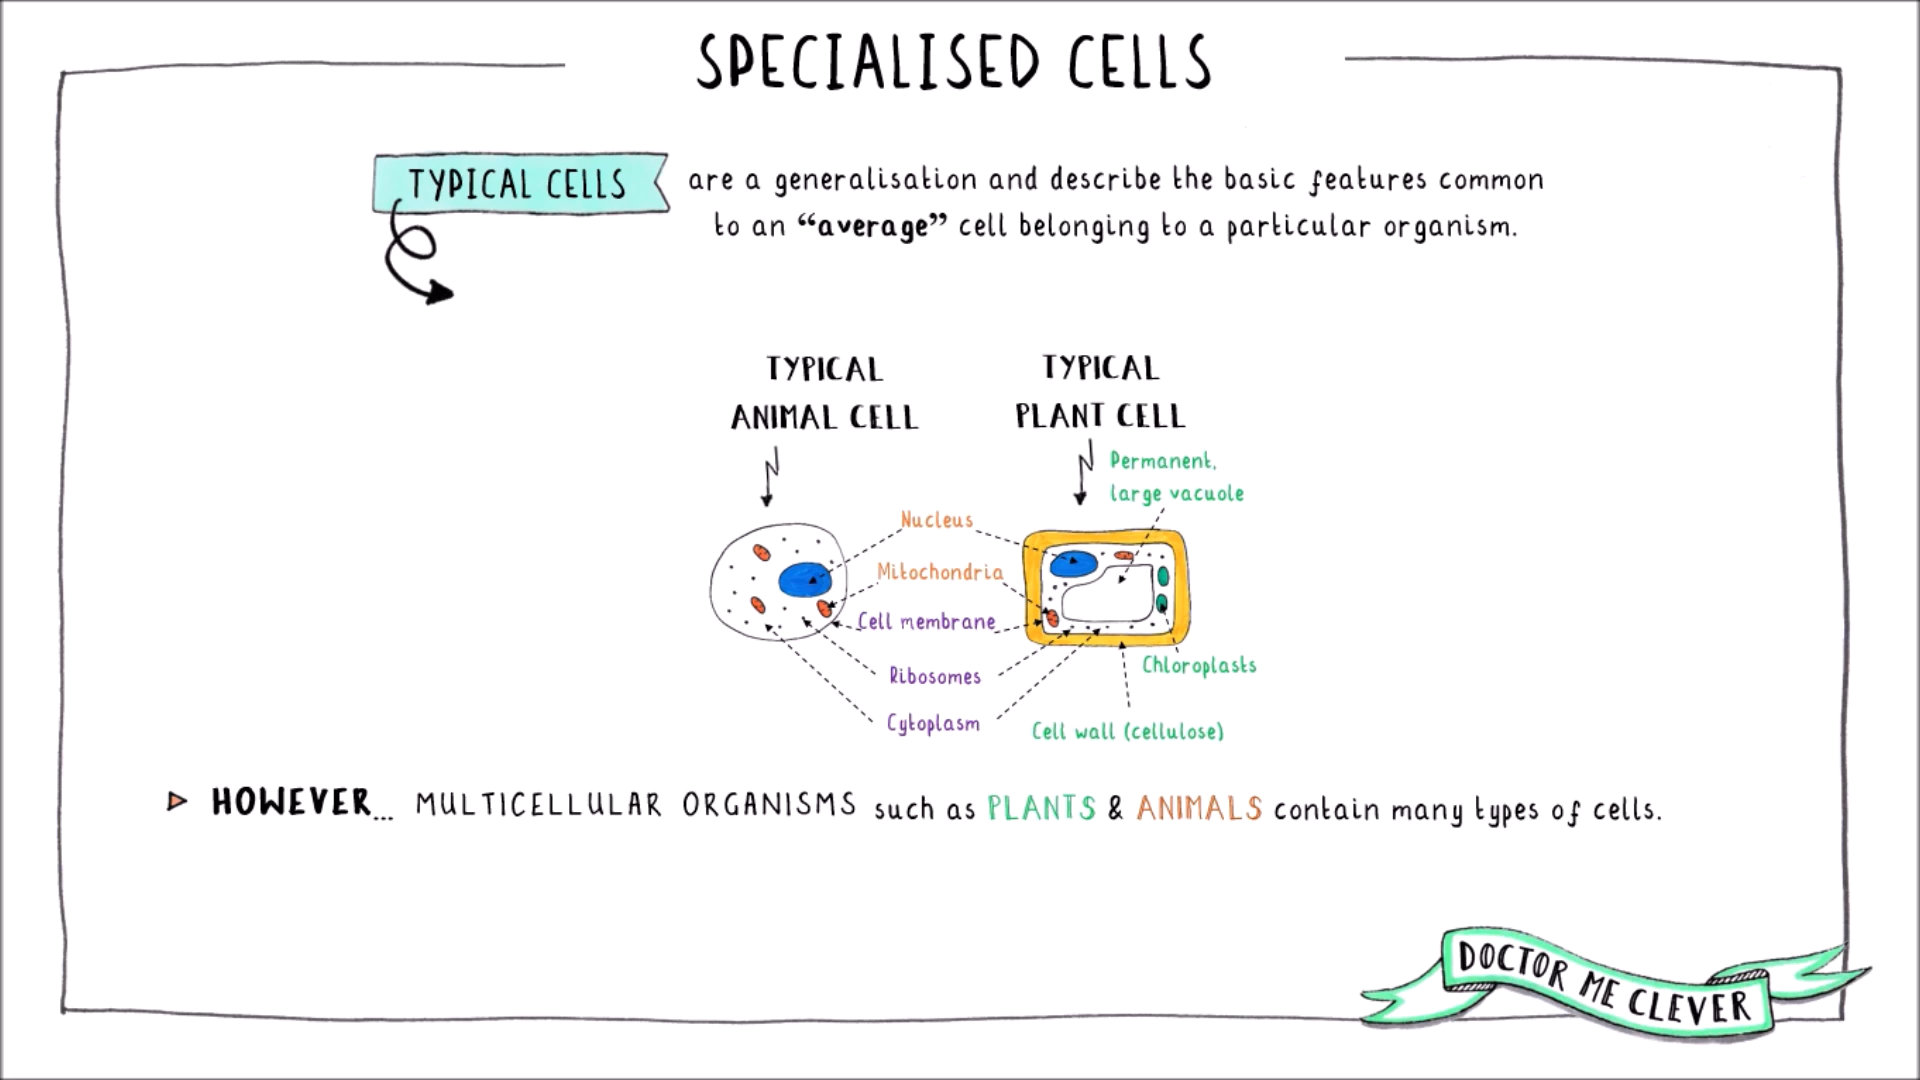 SPECIALISED CELLS
TYPICAL CELLS
are a generalisation and describe the basic features common
to an “average” cell belonging to a particular organism.
TYPICAL
ANIMAL CELL
TYPICAL
PLANT CELL
Permanent,
large vacuole
Nucleus
Mitochondria
Cell membrane
Ribosomes
Cytoplasm
Chloroplasts
Cell wall (cellulose)
HOWEVER... MULTICELLULAR ORGANISMS such as PLANTS & ANIMALS contain many types of cells.
DOCTOR ME CLEVER